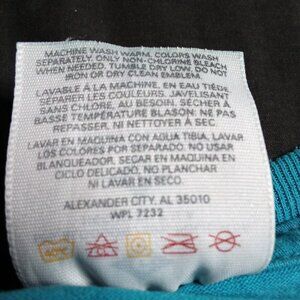 MACHINE WASH WARM. COLORS WASH
SEPARATELY. ONLY NON-CHLORINE BLEACH
WHEN NEEDED. TUMBLE DRY LOW. DO NOT
IRON OR DRY CLEAN EMBLEM.
LAVABLE À LA MACHINE, EN EAU TIÈDE
SÉPARER LES COULEURS. JAVELLISANT
SANS CHLORE, AU BESOIN. SÉCHER À
BASSE TEMPÉRATURE BLASÓN: NE PAS
REPASSER. NI NETTOYER À SEC
LAVAR EN MAQUINA CON AGUA TIBIA. LAVAR
LOS COLORES POR SEPARADO. NO USAR
BLANQUEADOR. SECAR EN MAQUINA EN
CICLO DELICADO. NO PLANCHAR
NI LAVAR EN SECO.
ALEXANDER CITY, AL 35010
WPL 7232